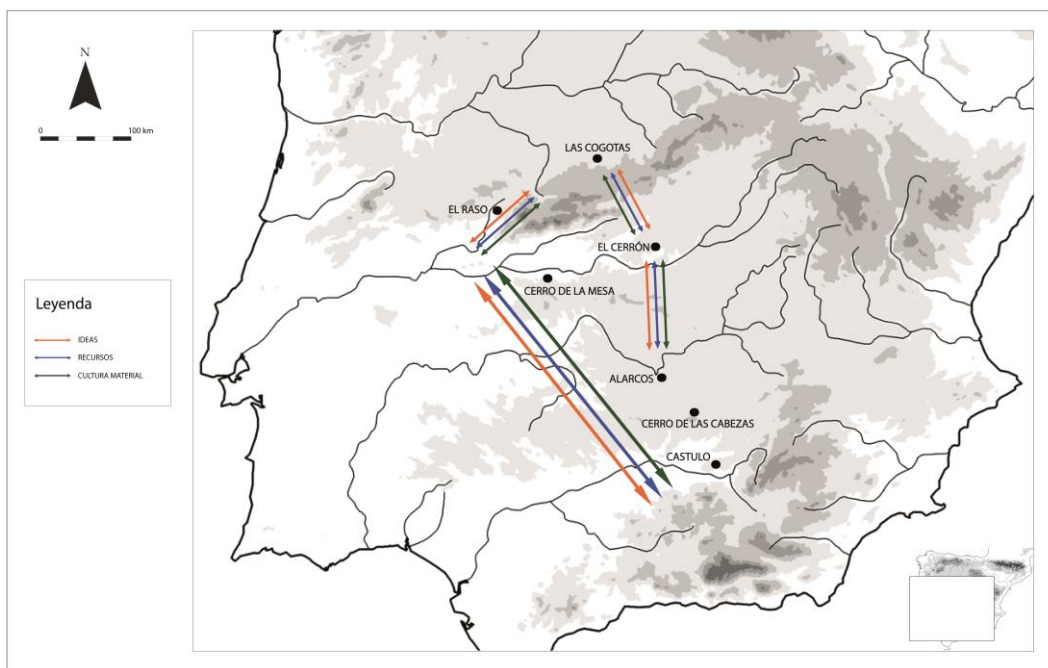 N
0 100 km
LAS COGOTAS
EL RASO
EL CERRÓN
CERRO DE LA MESA
Leyenda
IDEAS
RECURSOS
CULTURA MATERIAL
ALARCOS
CERRO DE LAS CABEZAS
CASTULO